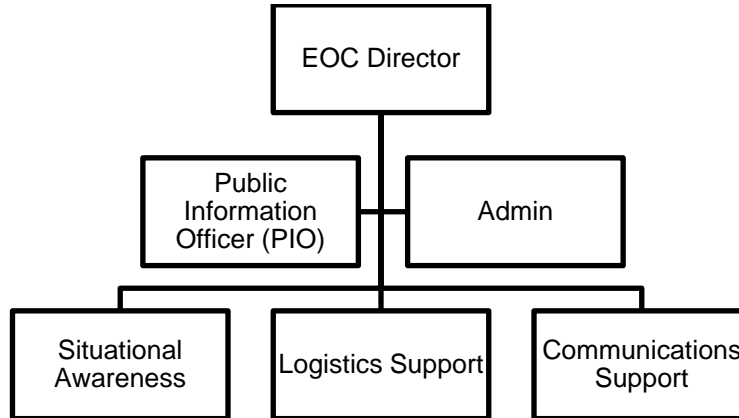 EOC Director
Public
Information
Officer (PIO)
Admin
Situational
Awareness
Logistics Support
Communications
Support